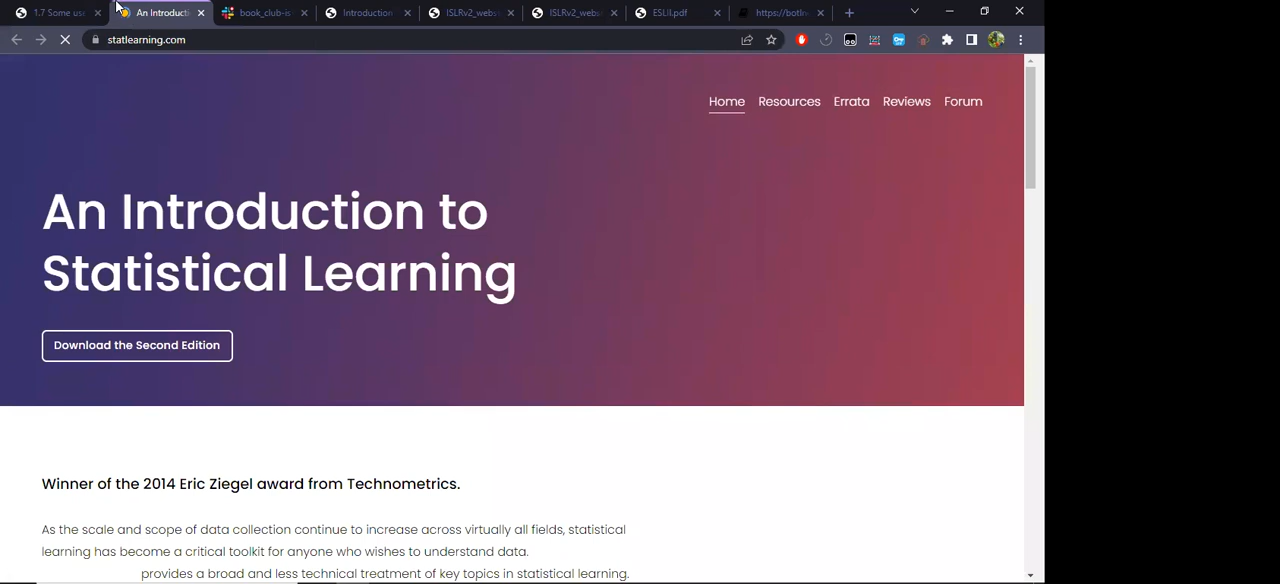 1.7 Some use
An Introducti
book_club-is
Introduction
ISLRv2_webs
ISLRv2_webs
ESLII.pdf
statlearning.com
Home Resources Errata Reviews Forum
An Introduction to
Statistical Learning
Download the Second Edition
Winner of the 2014 Eric Ziegel award from Technometrics.
As the scale and scope of data collection continue to increase across virtually all fields, statistical
learning has become a critical toolkit for anyone who wishes to understand data.
provides a broad and less technical treatment of key topics in statistical learning.